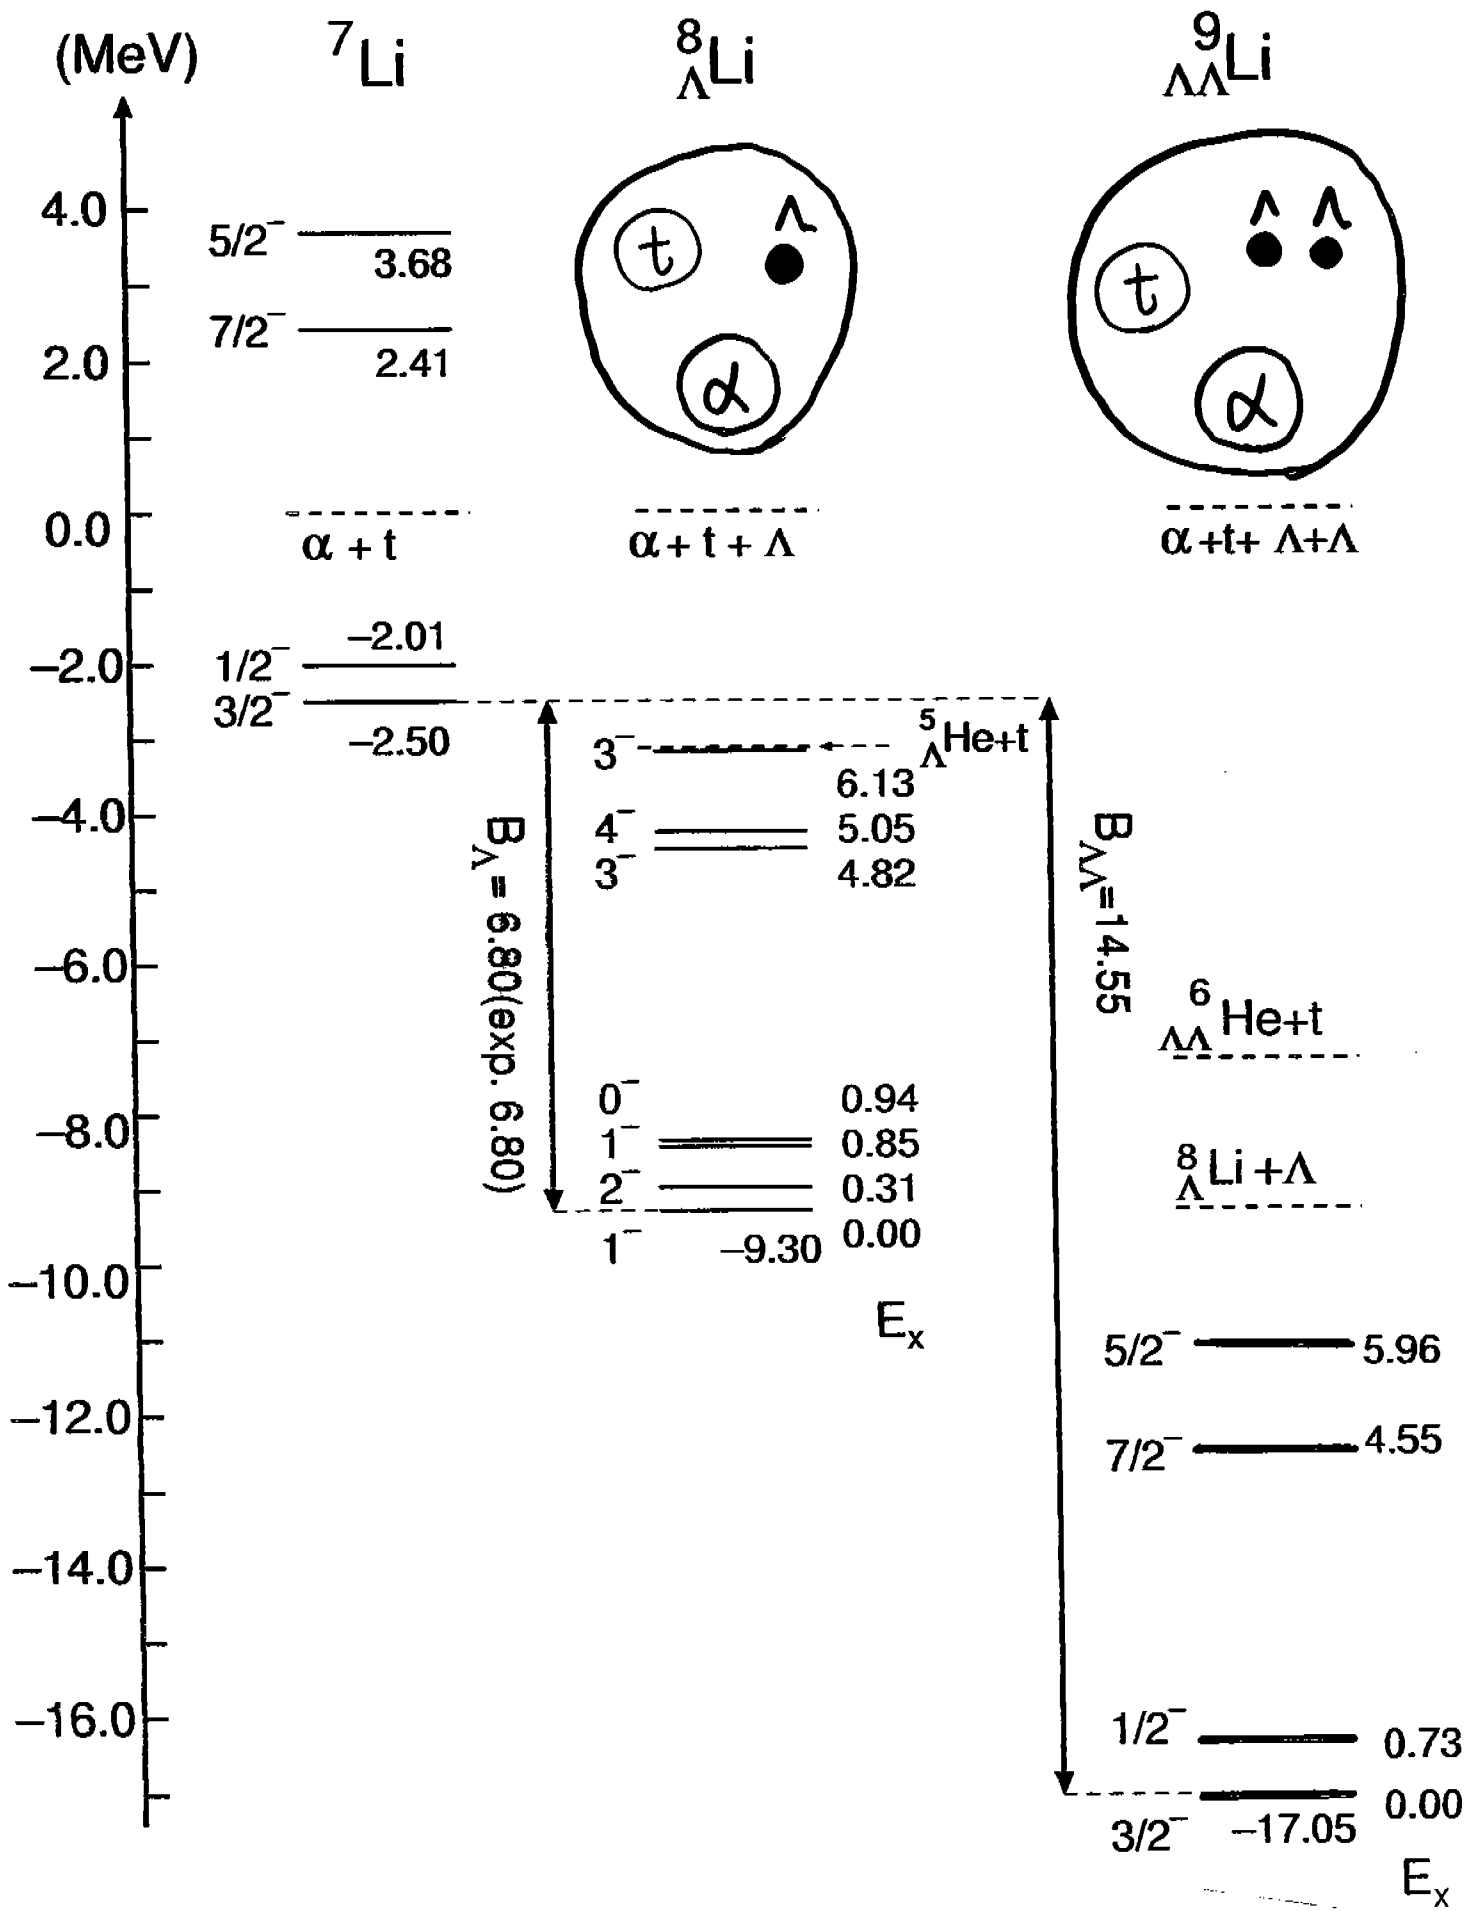 (MeV)
⁷Li
⁸ΛLi
⁹ΛΛLi
4.0
2.0
0.0
−2.0
−4.0
−6.0
−8.0
−10.0
−12.0
−14.0
−16.0
5/2⁻
3.68
7/2⁻
2.41
α + t
−2.01
1/2⁻
3/2⁻
−2.50
t
Λ
α
α + t + Λ
BΛ = 6.80(exp. 6.80)
3⁻
⁵ΛHe+t
6.13
4⁻ 5.05
3⁻ 4.82
0⁻ 0.94
1⁻ 0.85
2⁻ 0.31
1⁻ −9.30 0.00
Eₓ
Λ Λ
t
α
α+t+ Λ+Λ
BΛΛ=14.55
⁶ΛΛHe+t
⁸ΛLi+Λ
5/2⁻ 5.96
7/2⁻ 4.55
1/2⁻ 0.73
3/2⁻ −17.05 0.00
Eₓ